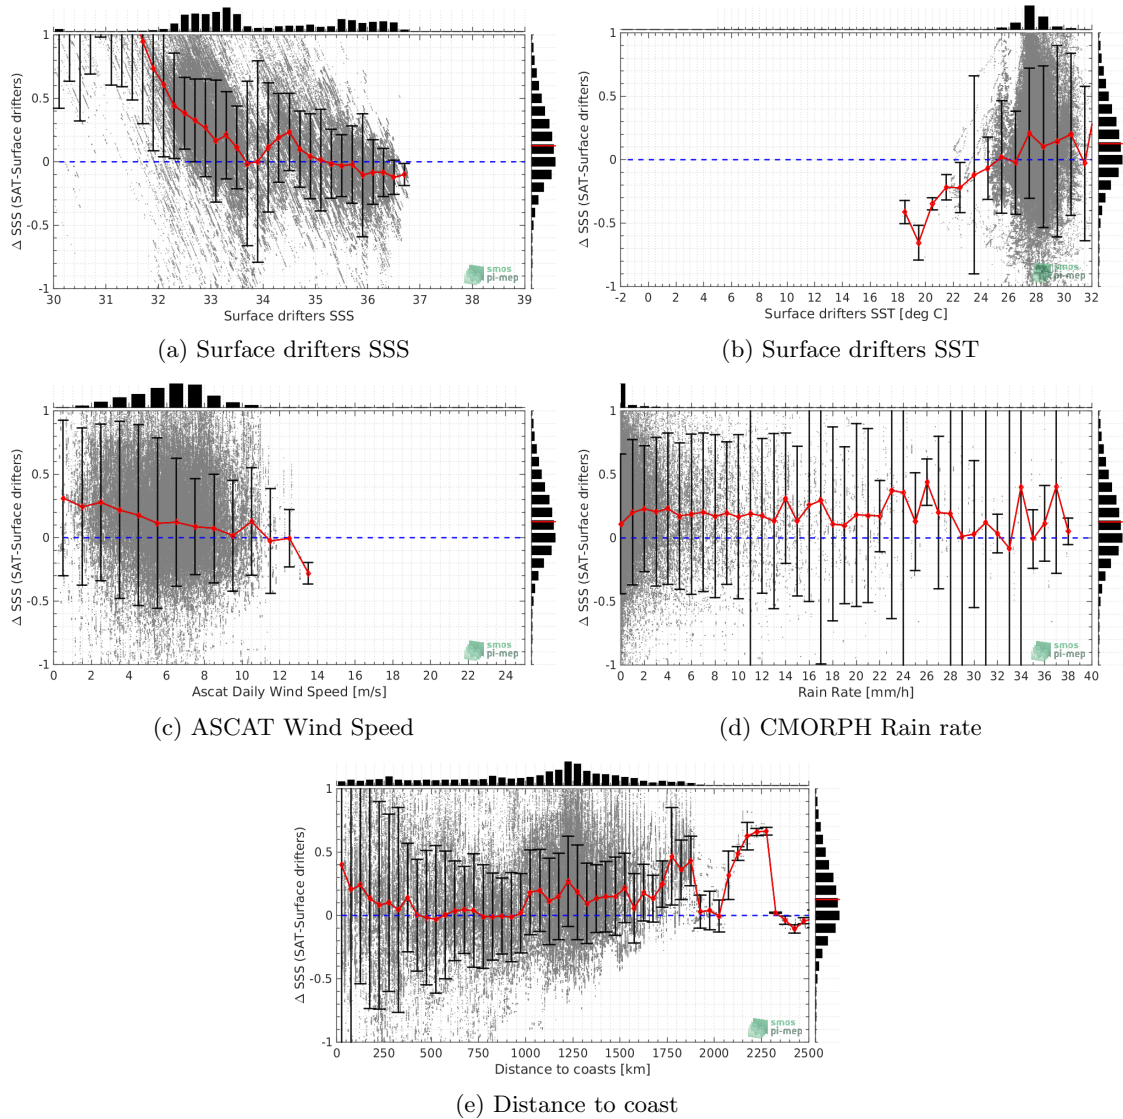 1
0.5
0
-0.5
-1
Δ SSS (SAT-Surface drifters)
30 31 32 33 34 35 36 37 38 39
Surface drifters SSS
smos
pi-mep
(a) Surface drifters SSS
1
0.5
0
-0.5
-1
Δ SSS (SAT-Surface drifters)
-2 0 2 4 6 8 10 12 14 16 18 20 22 24 26 28 30 32
Surface drifters SST [deg C]
smos
pi-mep
(b) Surface drifters SST
1
0.5
0
-0.5
-1
Δ SSS (SAT-Surface drifters)
0 2 4 6 8 10 12 14 16 18 20 22 24
Ascat Daily Wind Speed [m/s]
smos
pi-mep
(c) ASCAT Wind Speed
1
0.5
0
-0.5
-1
Δ SSS (SAT-Surface drifters)
0 2 4 6 8 10 12 14 16 18 20 22 24 26 28 30 32 34 36 38 40
Rain Rate [mm/h]
smos
pi-mep
(d) CMORPH Rain rate
1
0.5
0
-0.5
-1
Δ SSS (SAT-Surface drifters)
0 250 500 750 1000 1250 1500 1750 2000 2250 2500
Distance to coasts [km]
smos
pi-mep
(e) Distance to coast